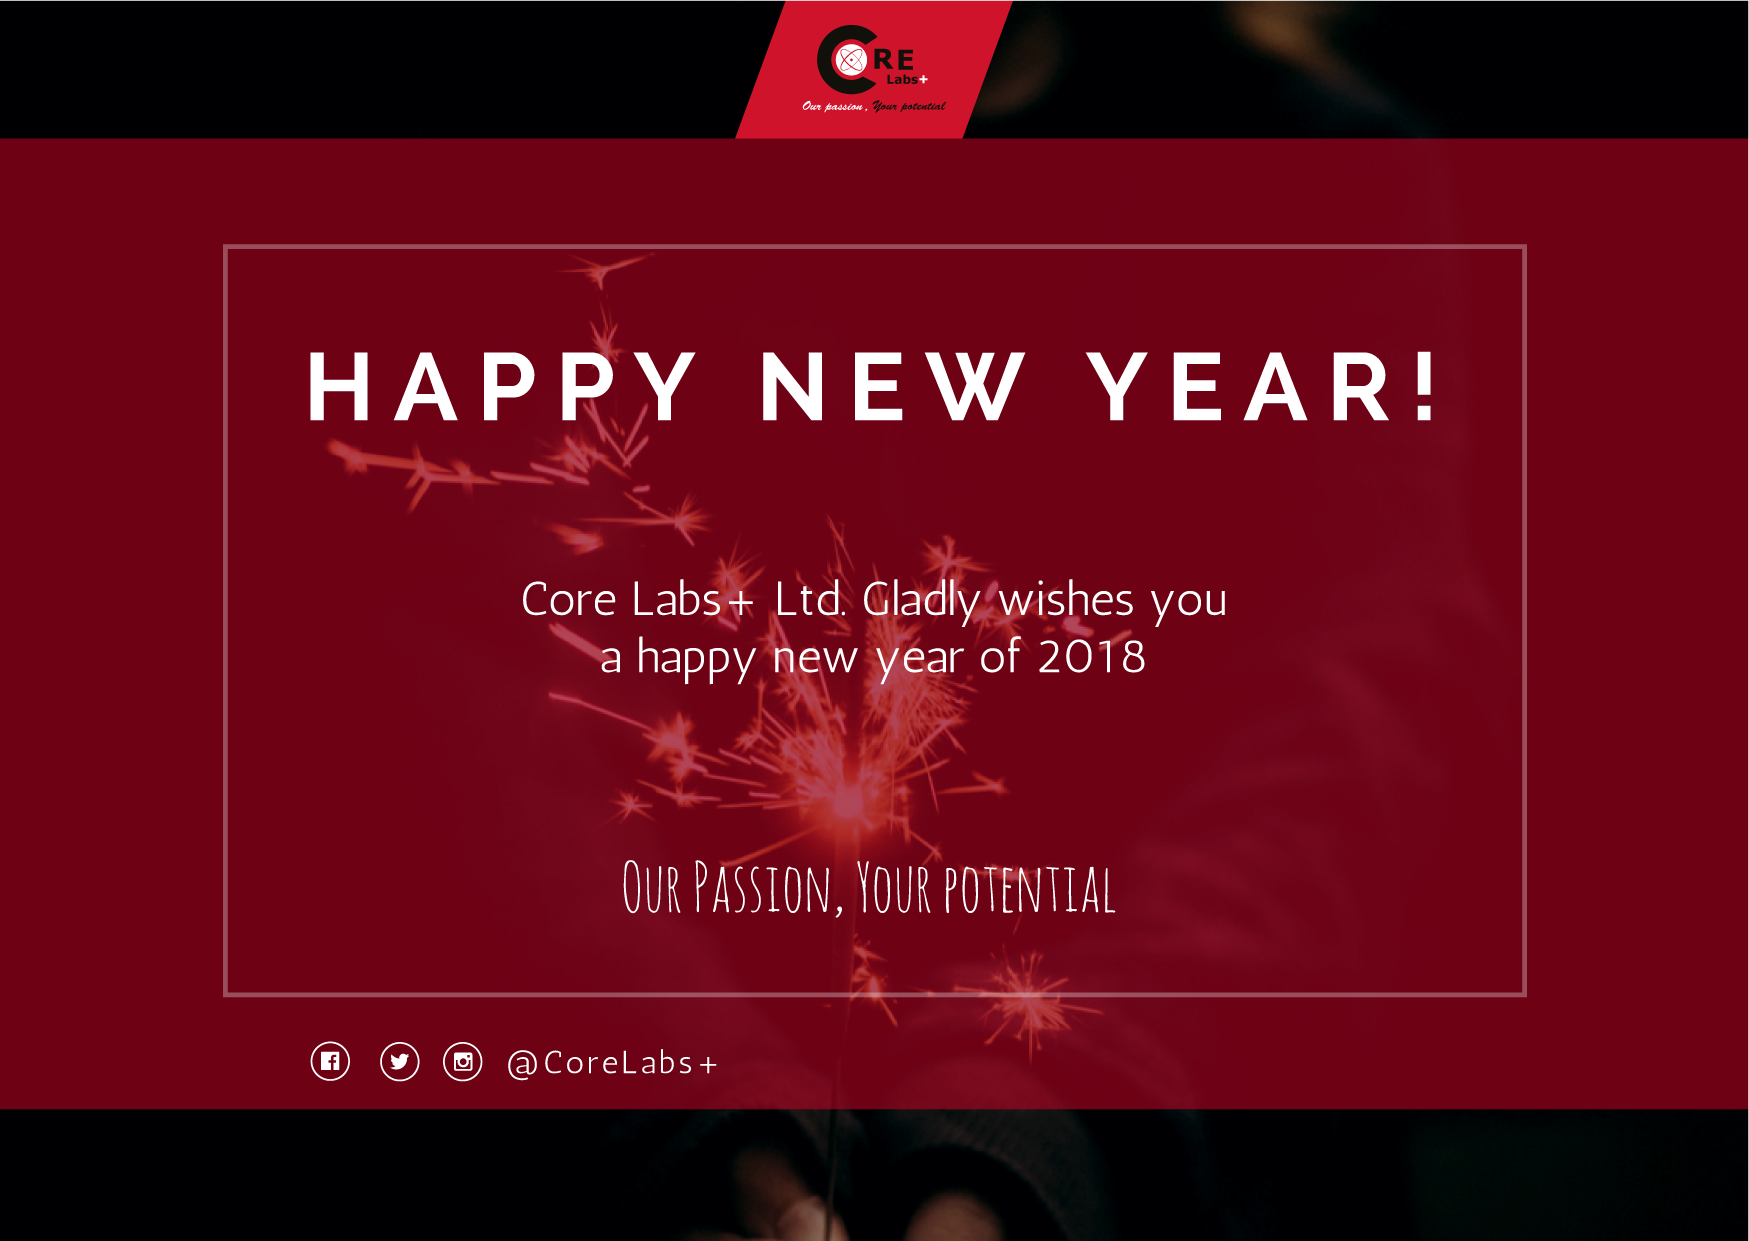 CORE
Labs+
Our passion, Your potential
HAPPY NEW YEAR!
Core Labs+ Ltd. Gladly wishes you
a happy new year of 2018
Our Passion, Your potential
@CoreLabs+